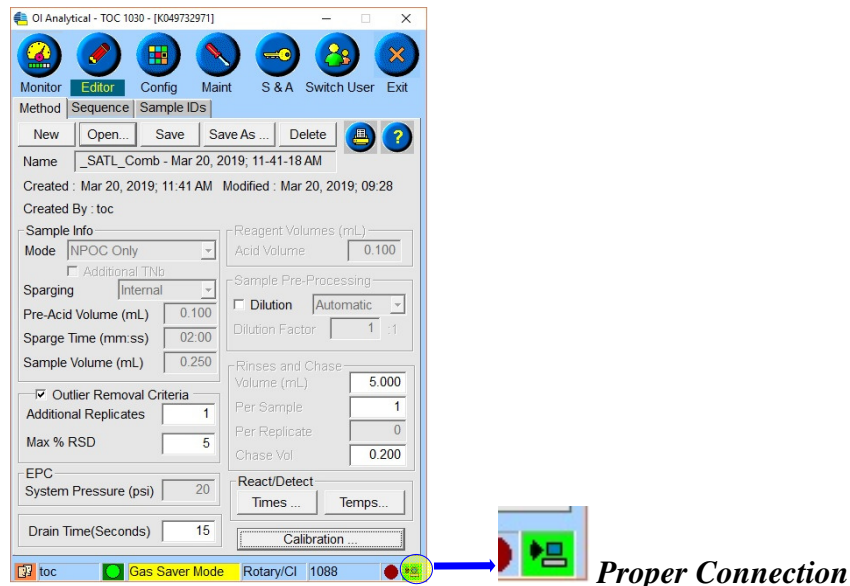 OI Analytical - TOC 1030 - [K049732971]
Monitor Editor Config Maint S & A Switch User Exit
Method Sequence Sample IDs
New Open... Save Save As ... Delete ?
Name _SATL_Comb - Mar 20, 2019; 11-41-18 AM
Created : Mar 20, 2019; 11:41 AM Modified : Mar 20, 2019; 09:28
Created By : toc
Sample Info
Mode NPOC Only
Additional TNb
Sparging Internal
Pre-Acid Volume (mL) 0.100
Sparge Time (mm:ss) 02:00
Sample Volume (mL) 0.250
Outlier Removal Criteria
Additional Replicates 1
Max % RSD 5
EPC
System Pressure (psi) 20
Drain Time(Seconds) 15
Reagent Volumes (mL)
Acid Volume 0.100
Sample Pre-Processing
Dilution Automatic
Dilution Factor 1 :1
Rinses and Chase
Volume (mL) 5.000
Per Sample 1
Per Replicate 0
Chase Vol 0.200
React/Detect
Times ... Temps...
Calibration ...
toc Gas Saver Mode Rotary/CI 1088
Proper Connection